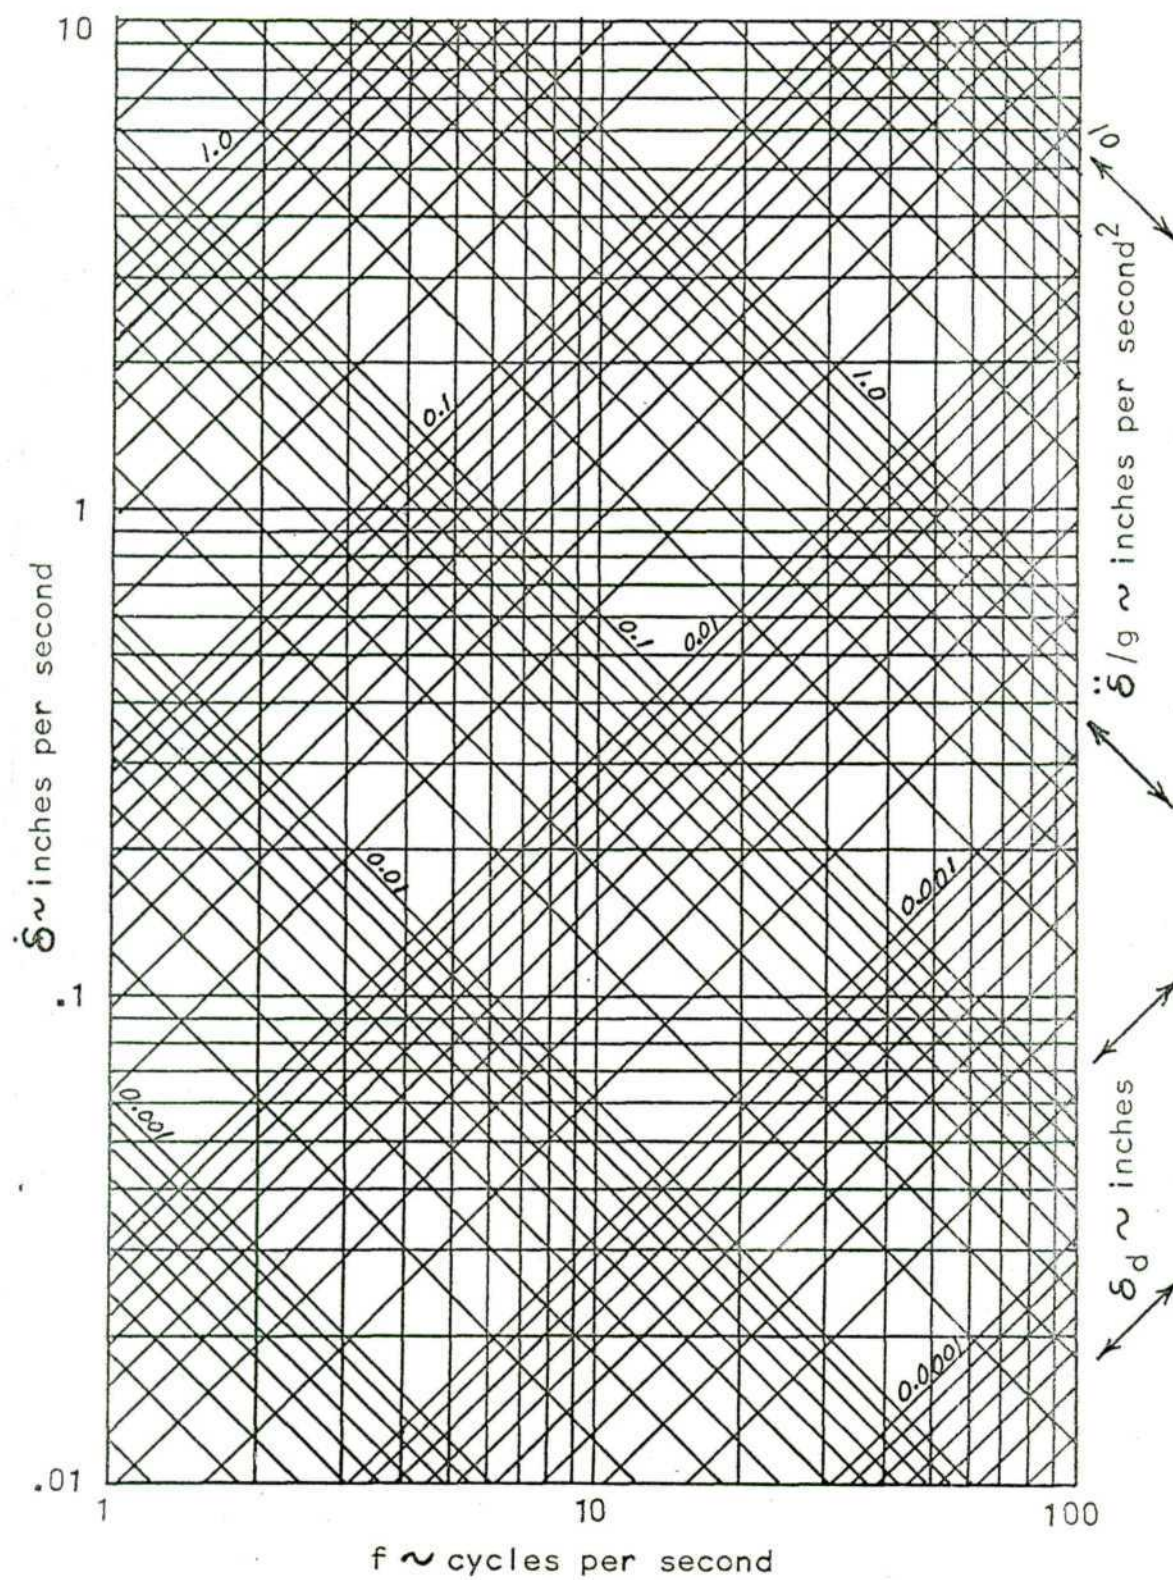 10
1
.1
.01
δ̇ ~ inches per second
1.0
0.1
0.01
0.001
0.0001
10
1.0
0.1
0.01
0.001
δ̈/g ~ inches per second²
δd ~ inches
1 10 100
f ~ cycles per second